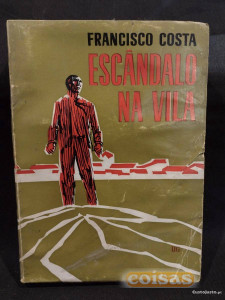 FRANCISCO COSTA
ESCÂNDALO
NA VILA
coisas